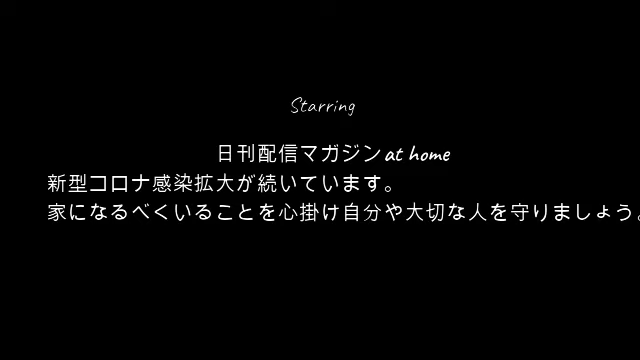 Starring
日刊配信マガジンat home
新型コロナ感染拡大が続いています。
家になるべくいることを心掛け自分や大切な人を守りましょう。